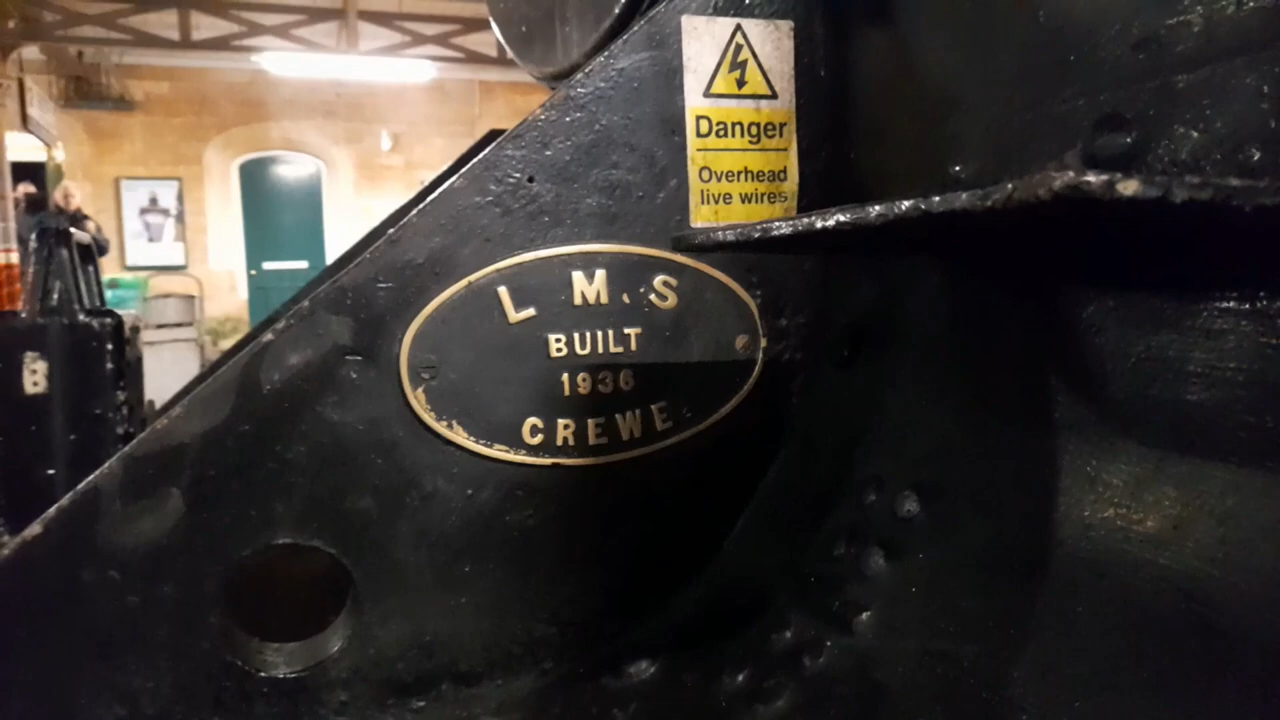 Danger
Overhead
live wires
L M S
BUILT
1936
CREWE
B